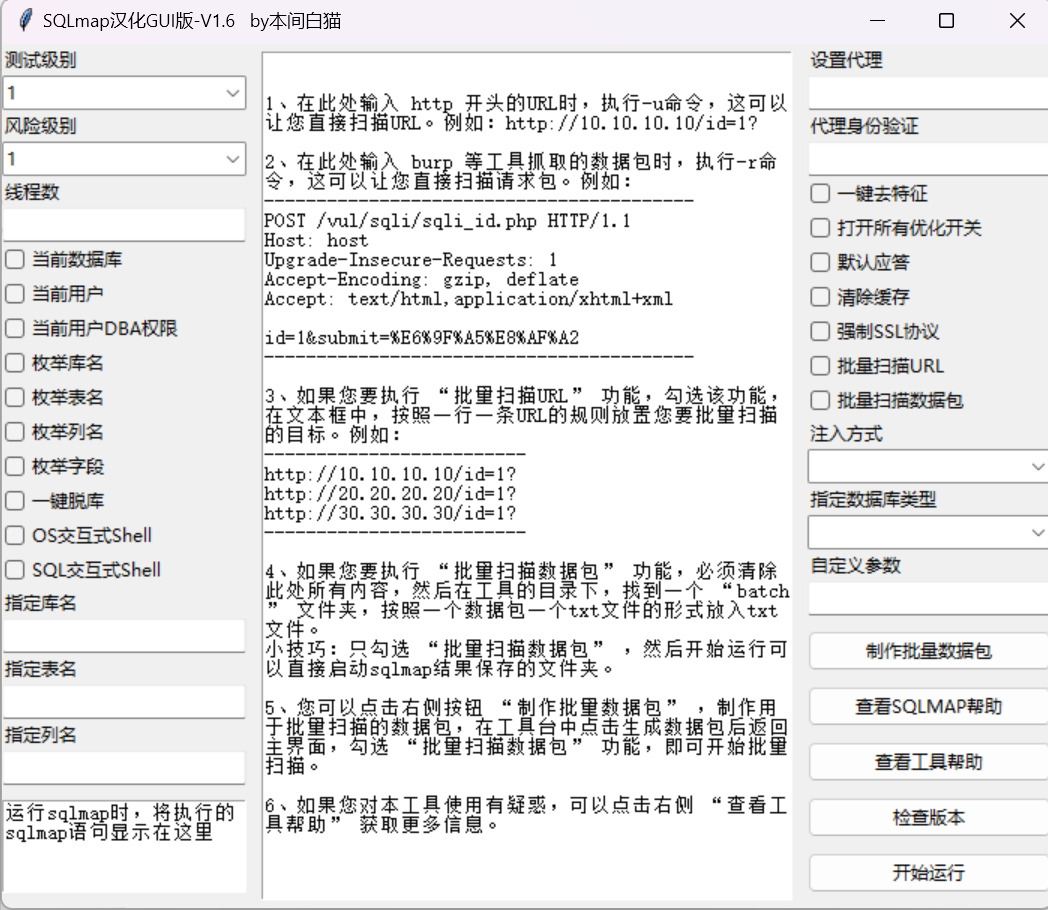 SQLmap汉化GUI版-V1.6 by本间白猫
测试级别
1
风险级别
1
线程数
当前数据库
当前用户
当前用户DBA权限
枚举库名
枚举表名
枚举列名
枚举字段
一键脱库
OS交互式Shell
SQL交互式Shell
指定库名
指定表名
指定列名
运行sqlmap时，将执行的
sqlmap语句显示在这里
1、在此处输入 http 开头的URL时，执行-u命令，这可以
让您直接扫描URL。例如：http://10.10.10.10/id=1?
2、在此处输入 burp 等工具抓取的数据包时，执行-r命
令，这可以让您直接扫描请求包。例如：
-----------------------------------------
POST /vul/sqli/sqli_id.php HTTP/1.1
Host: host
Upgrade-Insecure-Requests: 1
Accept-Encoding: gzip, deflate
Accept: text/html,application/xhtml+xml
id=1&submit=%E6%9F%A5%E8%AF%A2
-----------------------------------------
3、如果您要执行 “批量扫描URL” 功能，勾选该功能，
在文本框中，按照一行一条URL的规则放置您要批量扫描
的目标。例如：
-------------------------
http://10.10.10.10/id=1?
http://20.20.20.20/id=1?
http://30.30.30.30/id=1?
-------------------------
4、如果您要执行 “批量扫描数据包” 功能，必须清除
此处所有内容，然后在工具的目录下，找到一个 “batch
” 文件夹，按照一个数据包一个txt文件的形式放入txt
文件。
小技巧：只勾选 “批量扫描数据包” ，然后开始运行可
以直接启动sqlmap结果保存的文件夹。
5、您可以点击右侧按钮 “制作批量数据包” ，制作用
于批量扫描的数据包，在工具台中点击生成数据包后返回
主界面，勾选 “批量扫描数据包” 功能，即可开始批量
扫描。
6、如果您对本工具使用有疑惑，可以点击右侧 “查看工
具帮助” 获取更多信息。
设置代理
代理身份验证
一键去特征
打开所有优化开关
默认应答
清除缓存
强制SSL协议
批量扫描URL
批量扫描数据包
注入方式
指定数据库类型
自定义参数
制作批量数据包
查看SQLMAP帮助
查看工具帮助
检查版本
开始运行